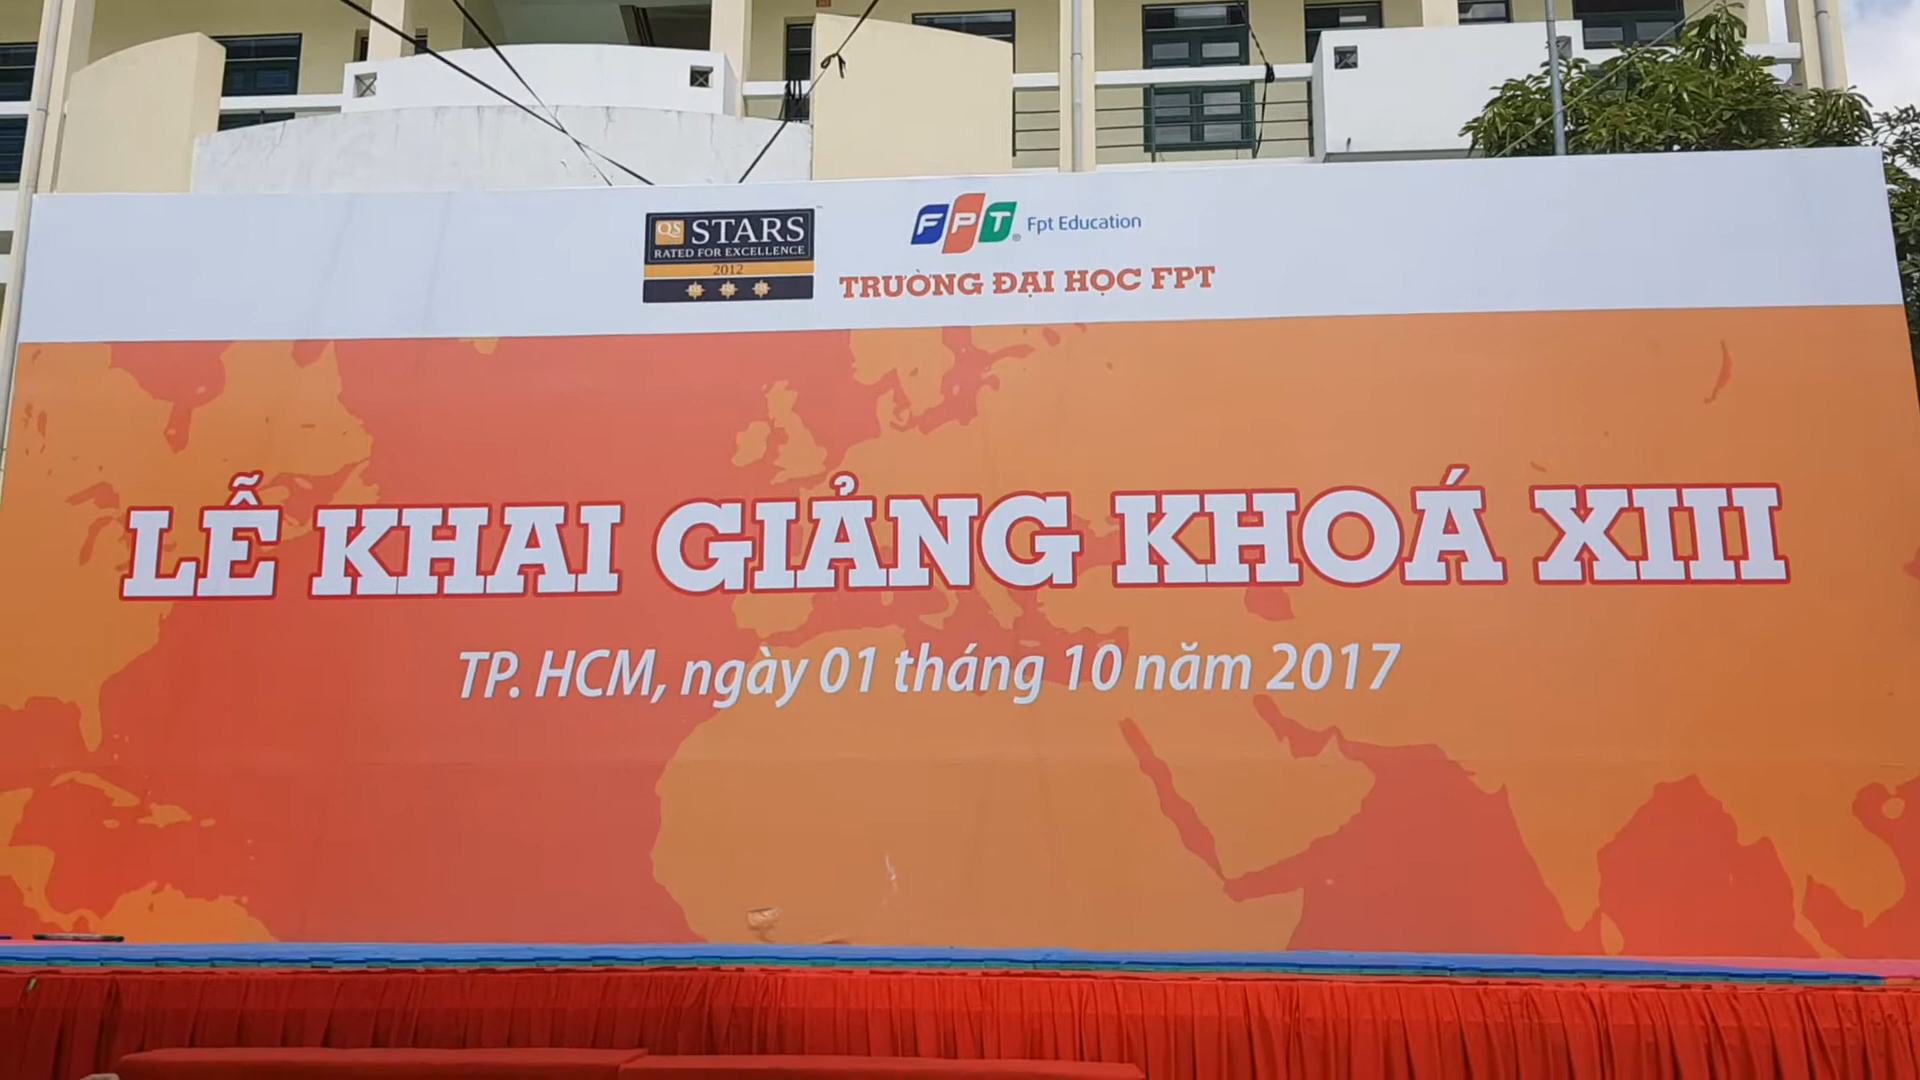 QS STARS
RATED FOR EXCELLENCE
2012
FPT® Fpt Education
TRƯỜNG ĐẠI HỌC FPT
LỄ KHAI GIẢNG KHOÁ XIII
TP. HCM, ngày 01 tháng 10 năm 2017